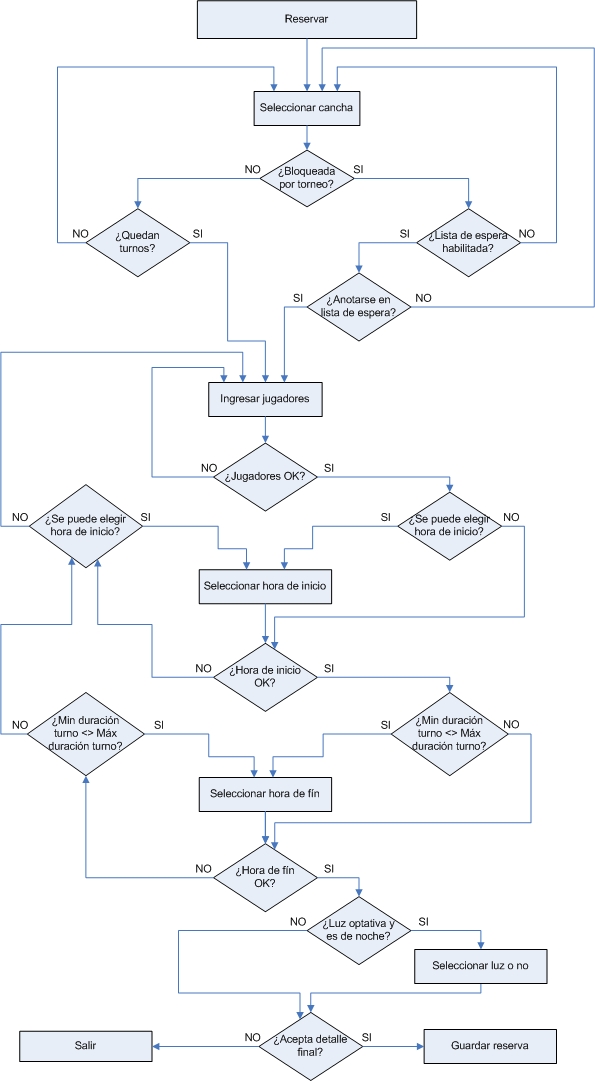 Reservar
Seleccionar cancha
¿Bloqueada
por torneo?
NO
SI
¿Quedan
turnos?
NO
SI
¿Lista de espera
habilitada?
SI
NO
¿Anotarse en
lista de espera?
SI
NO
Ingresar jugadores
¿Jugadores OK?
NO
SI
¿Se puede elegir
hora de inicio?
NO
SI
¿Se puede elegir
hora de inicio?
SI
NO
Seleccionar hora de inicio
¿Hora de inicio
OK?
NO
SI
¿Min duración
turno <> Máx
duración turno?
NO
SI
¿Min duración
turno <> Máx
duración turno?
SI
NO
Seleccionar hora de fín
¿Hora de fín
OK?
NO
SI
¿Luz optativa y
es de noche?
NO
SI
Seleccionar luz o no
¿Acepta detalle
final?
NO
SI
Salir
Guardar reserva